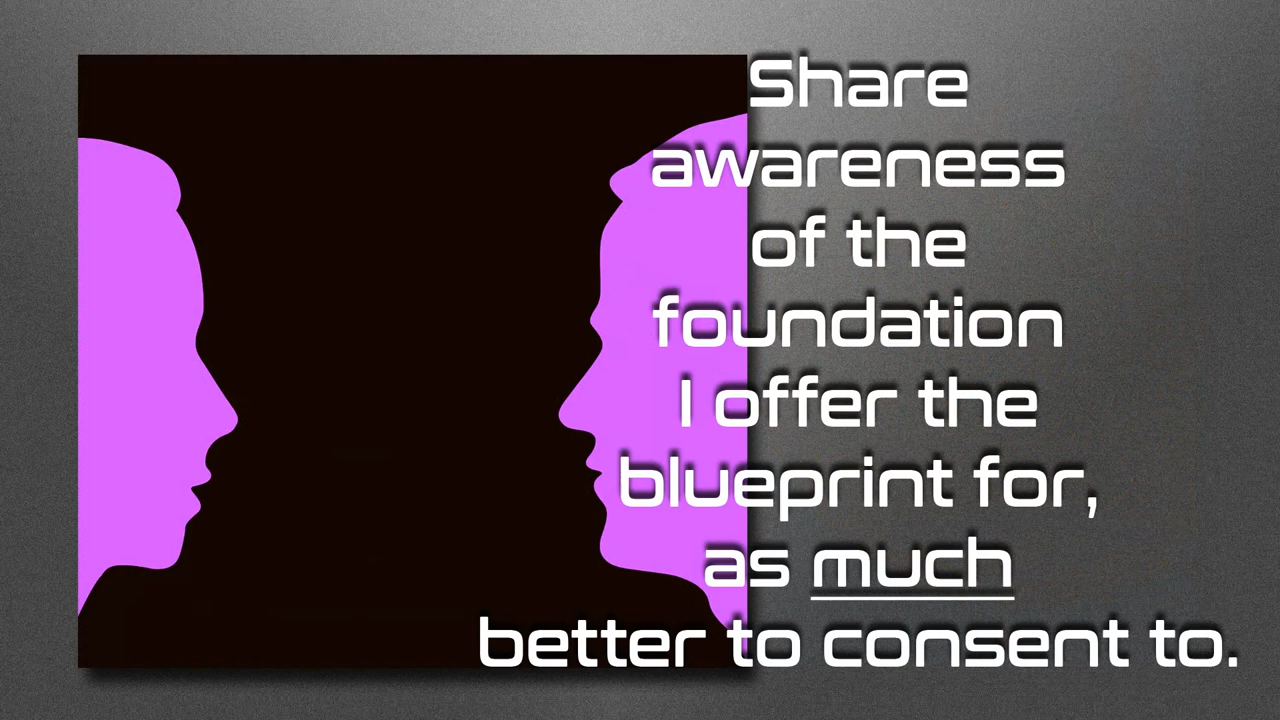 Share
awareness
of the
foundation
I offer the
blueprint for,
as much
better to consent to.